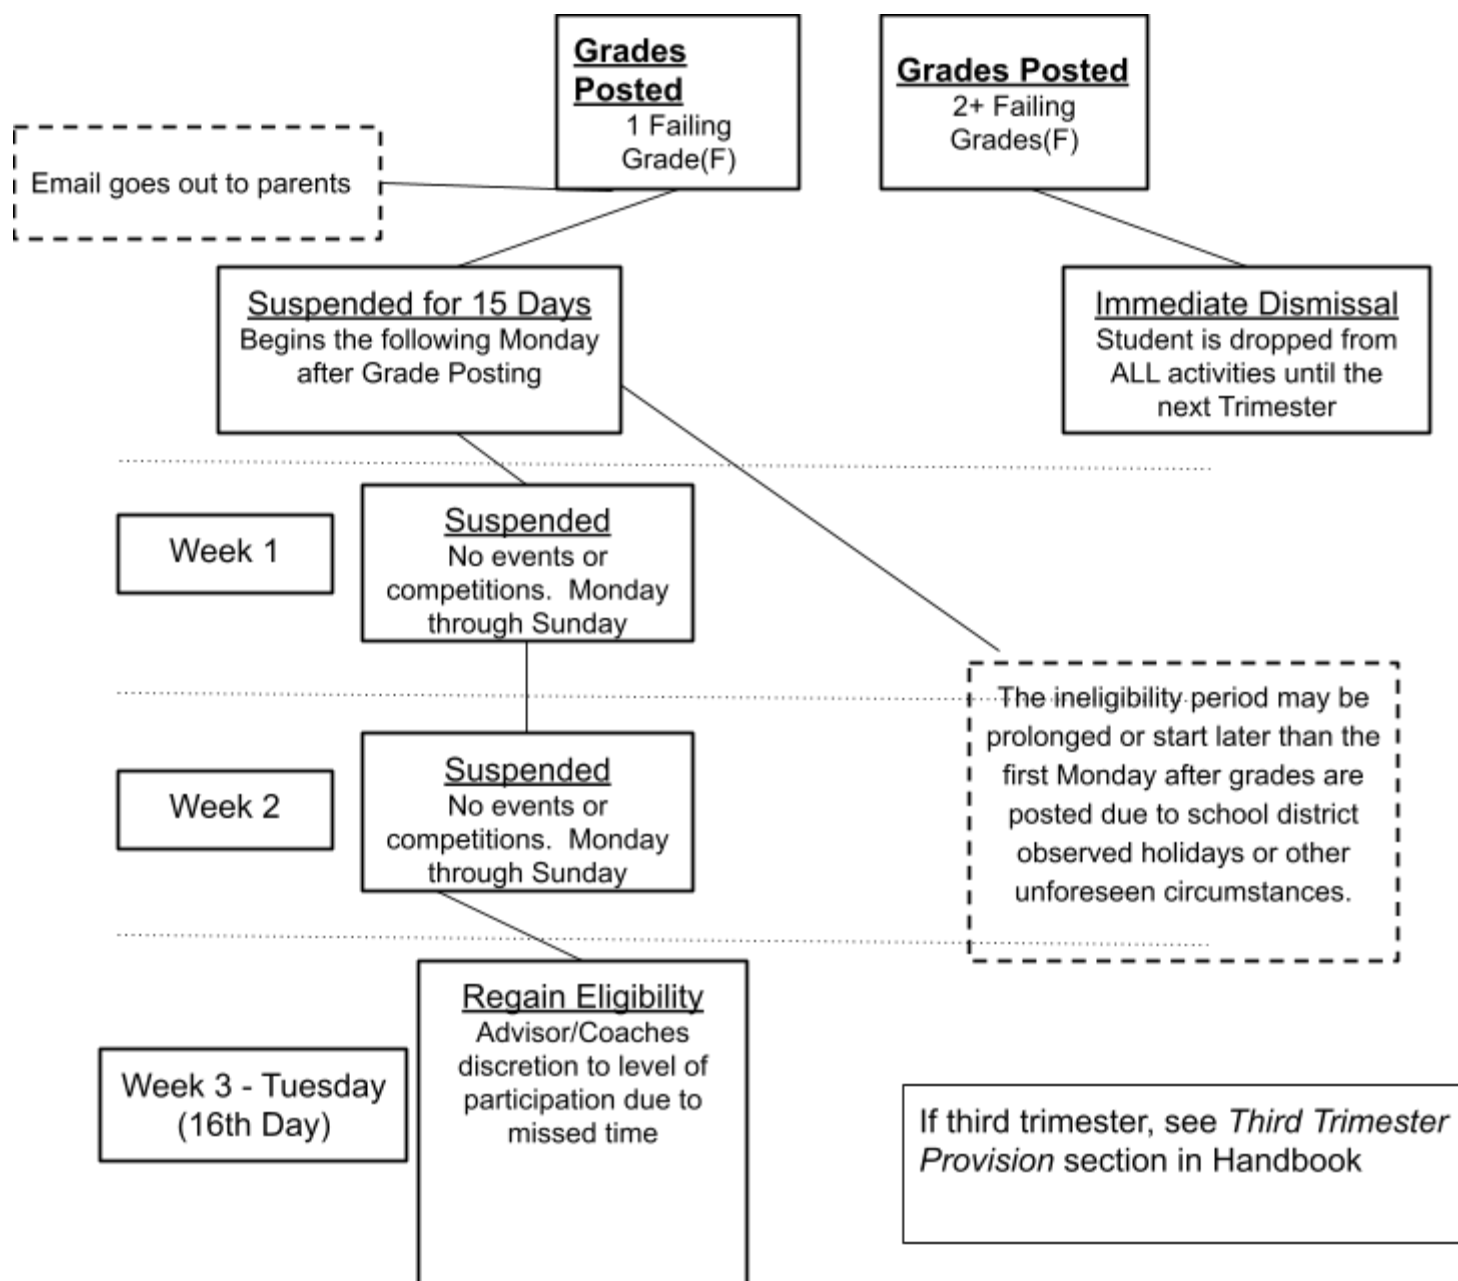 Grades
Posted
1 Failing
Grade(F)
Grades Posted
2+ Failing
Grades(F)
Email goes out to parents
Suspended for 15 Days
Begins the following Monday
after Grade Posting
Immediate Dismissal
Student is dropped from
ALL activities until the
next Trimester
Week 1
Suspended
No events or
competitions.  Monday
through Sunday
The ineligibility period may be
prolonged or start later than the
first Monday after grades are
posted due to school district
observed holidays or other
unforeseen circumstances.
Week 2
Suspended
No events or
competitions.  Monday
through Sunday
Week 3 - Tuesday
(16th Day)
Regain Eligibility
Advisor/Coaches
discretion to level of
participation due to
missed time
If third trimester, see Third Trimester
Provision section in Handbook